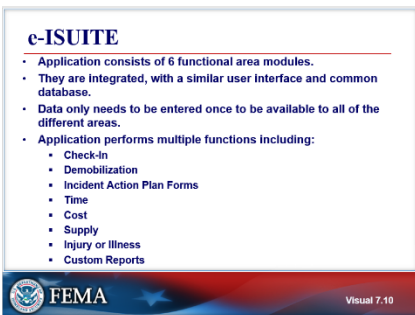 e-ISUITE
• Application consists of 6 functional area modules.
• They are integrated, with a similar user interface and common
database.
• Data only needs to be entered once to be available to all of the
different areas.
• Application performs multiple functions including:
▪ Check-In
▪ Demobilization
▪ Incident Action Plan Forms
▪ Time
▪ Cost
▪ Supply
▪ Injury or Illness
▪ Custom Reports
FEMA
Visual 7.10